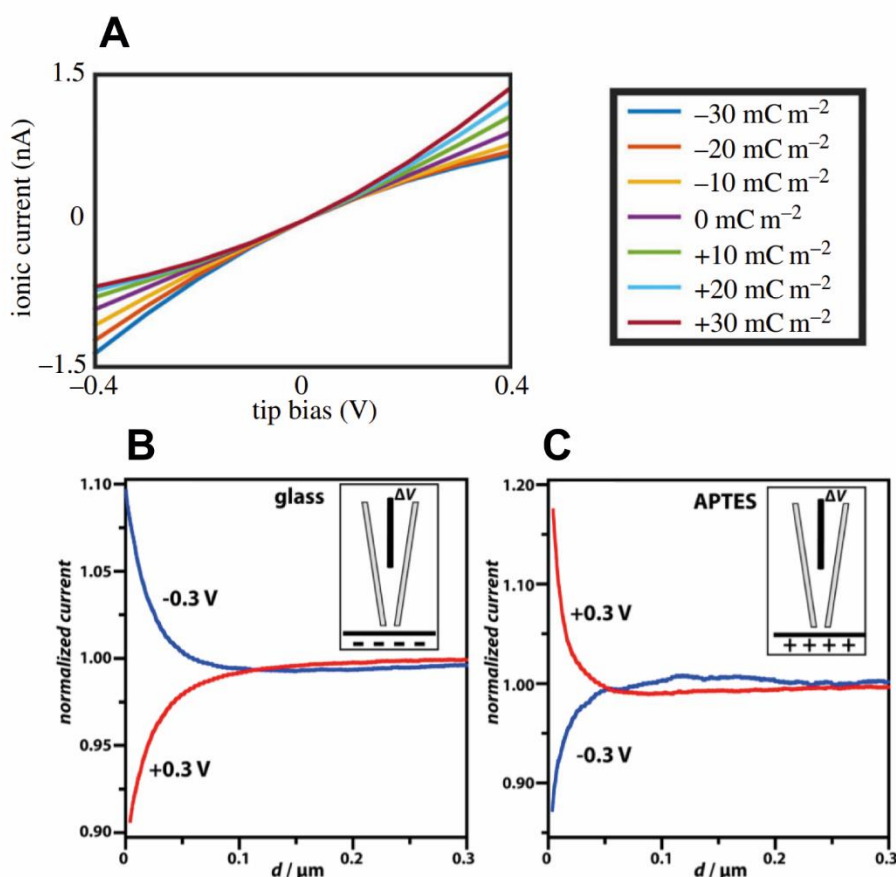 A
1.5
0
–1.5
ionic current (nA)
–0.4
0
0.4
tip bias (V)
–30 mC m–2
–20 mC m–2
–10 mC m–2
0 mC m–2
+10 mC m–2
+20 mC m–2
+30 mC m–2
B
1.10
1.05
1.00
0.95
0.90
normalized current
glass
ΔV
-0.3 V
+0.3 V
- - - -
0
0.1
0.2
0.3
d / μm
C
1.20
1.10
1.00
0.90
normalized current
APTES
ΔV
+0.3 V
-0.3 V
+ + + +
0
0.1
0.2
0.3
d / μm